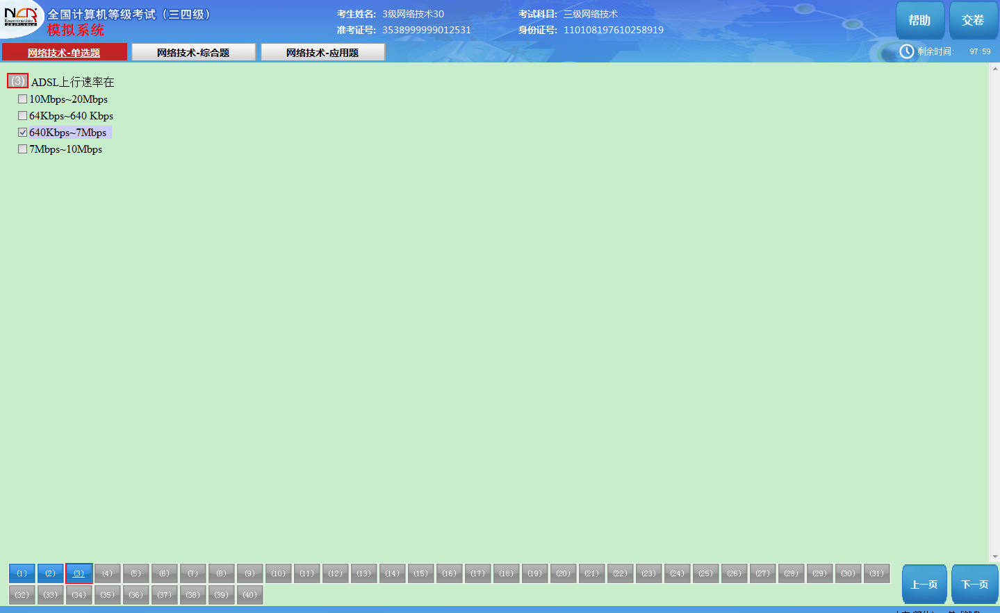 NCR
Examination
全国计算机等级考试（三四级）
模拟系统
考生姓名: 3级网络技术30
考试科目: 三级网络技术
准考证号: 3538999999012531
身份证号: 110108197610258919
帮助
交卷
网络技术-单选题
网络技术-综合题
网络技术-应用题
剩余时间: 97:59
(3) ADSL上行速率在
10Mbps~20Mbps
64Kbps~640 Kbps
640Kbps~7Mbps
7Mbps~10Mbps
(1) (2) (3) (4) (5) (6) (7) (8) (9) (10) (11) (12) (13) (14) (15) (16) (17) (18) (19) (20) (21) (22) (23) (24) (25) (26) (27) (28) (29) (30) (31)
(32) (33) (34) (35) (36) (37) (38) (39) (40)
上一页
下一页